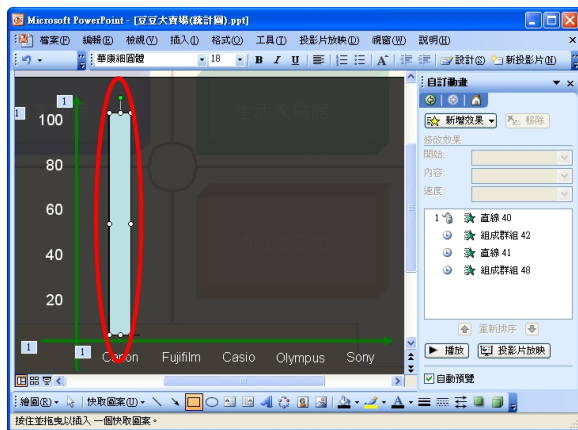 Microsoft PowerPoint - [豆豆大賣場(統計圖).ppt]
檔案(F) 編輯(E) 檢視(V) 插入(I) 格式(O) 工具(T) 投影片放映(D) 視窗(W) 說明(H)
華康細圓體 18 B I U 設計(S) 新投影片(N)
自訂動畫
新增效果 移除
修改效果
開始:
內容:
速度:
1 直線 40
組成群組 42
直線 41
組成群組 48
重新排序
播放 投影片放映
自動預覽
1
1 100
80
60
40
20
1 1
Canon Fujifilm Casio Olympus Sony
繪圖(R) 快取圖案(U)
按住並拖曳以插入一個快取圖案。